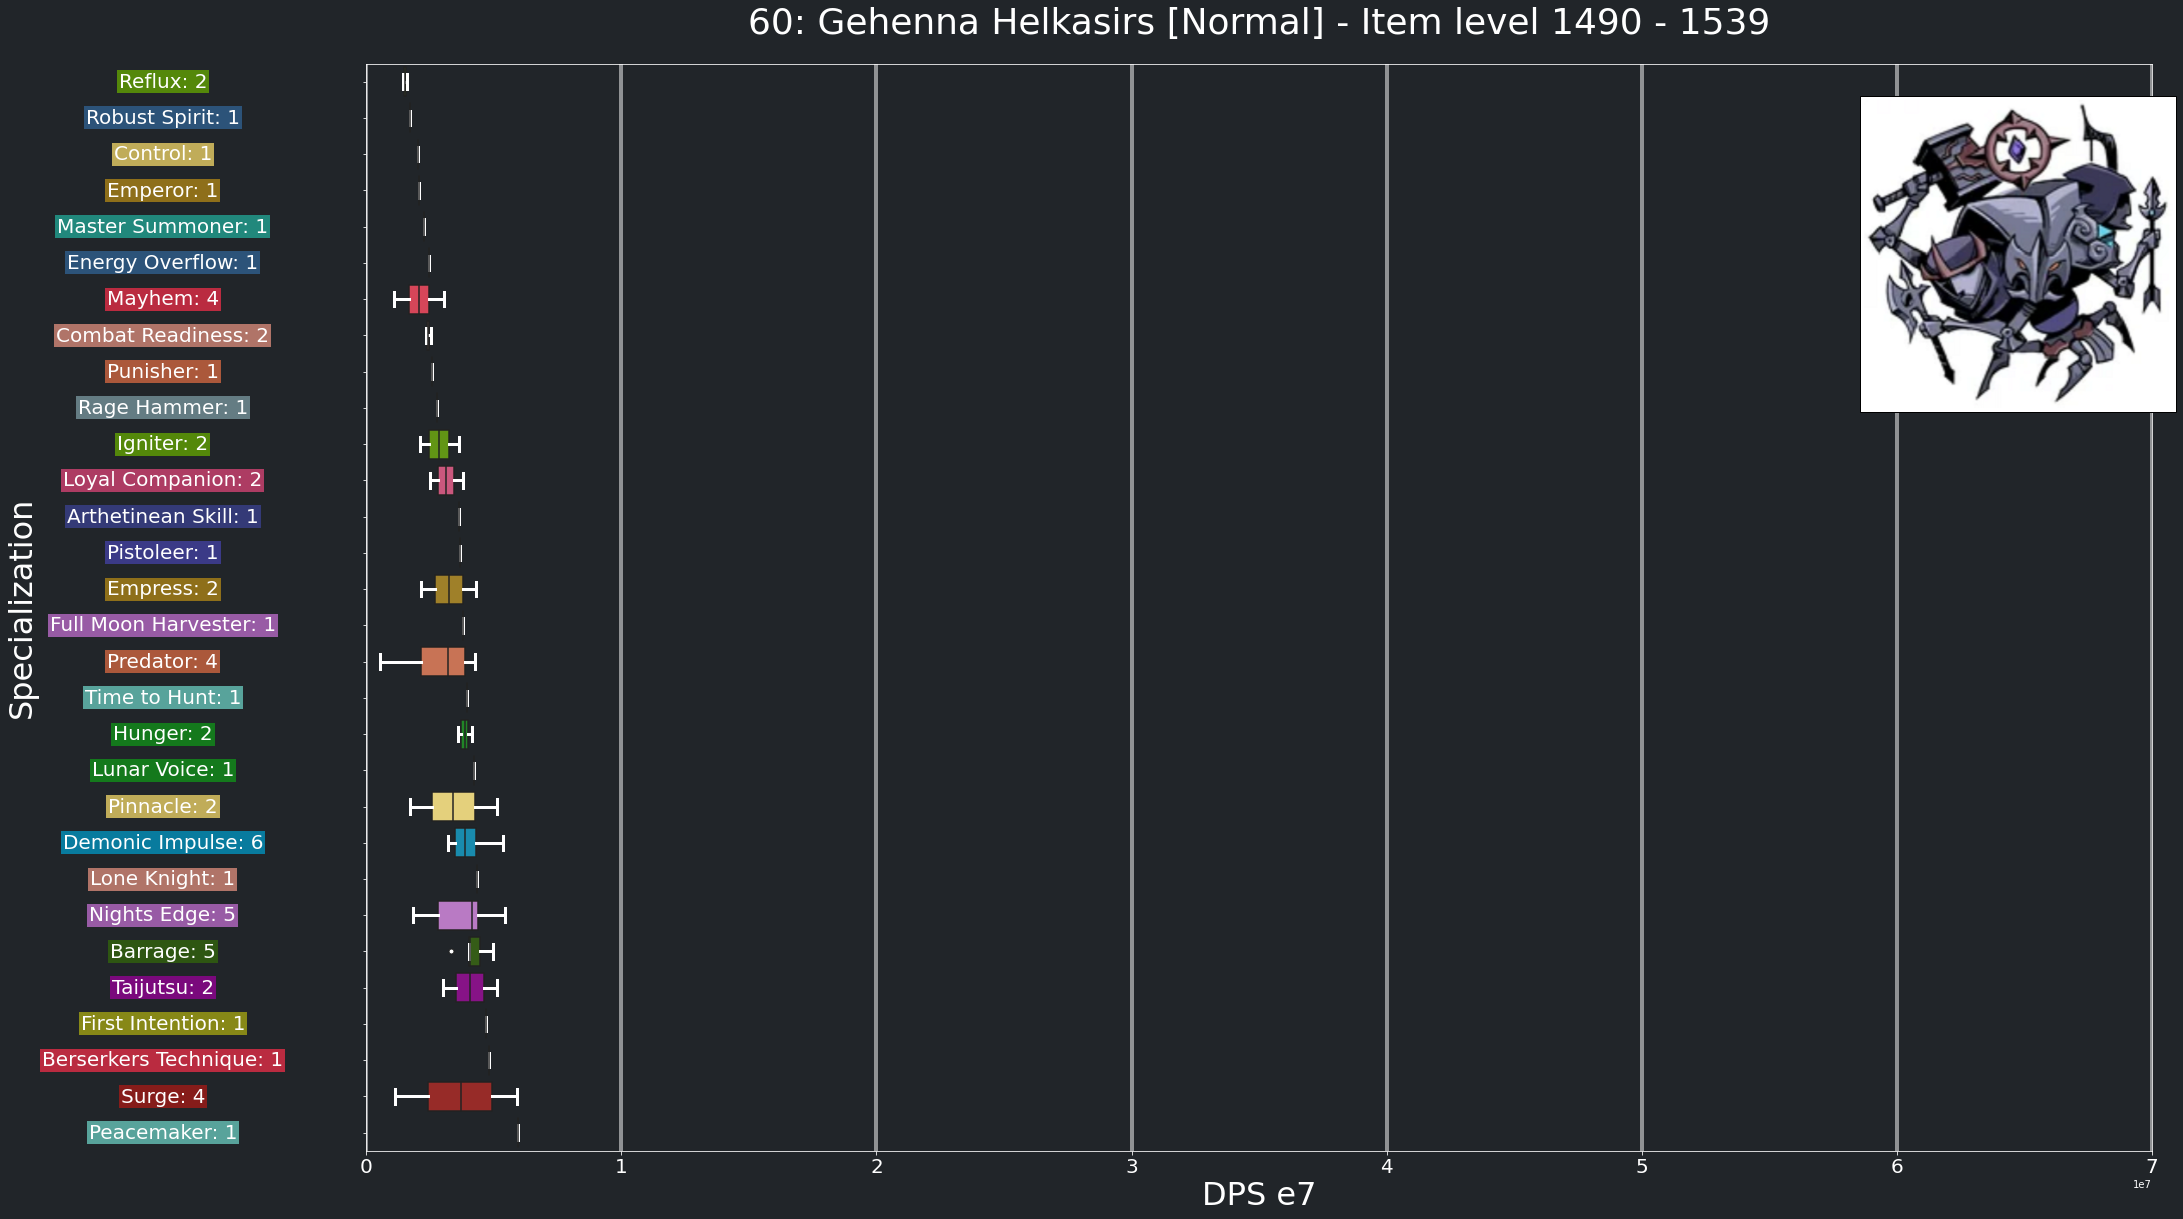 60: Gehenna Helkasirs [Normal] - Item level 1490 - 1539
Reflux: 2
Robust Spirit: 1
Control: 1
Emperor: 1
Master Summoner: 1
Energy Overflow: 1
Mayhem: 4
Combat Readiness: 2
Punisher: 1
Rage Hammer: 1
Igniter: 2
Loyal Companion: 2
Arthetinean Skill: 1
Pistoleer: 1
Empress: 2
Full Moon Harvester: 1
Predator: 4
Time to Hunt: 1
Hunger: 2
Lunar Voice: 1
Pinnacle: 2
Demonic Impulse: 6
Lone Knight: 1
Nights Edge: 5
Barrage: 5
Taijutsu: 2
First Intention: 1
Berserkers Technique: 1
Surge: 4
Peacemaker: 1
Specialization
0 1 2 3 4 5 6 7
1e7
DPS e7